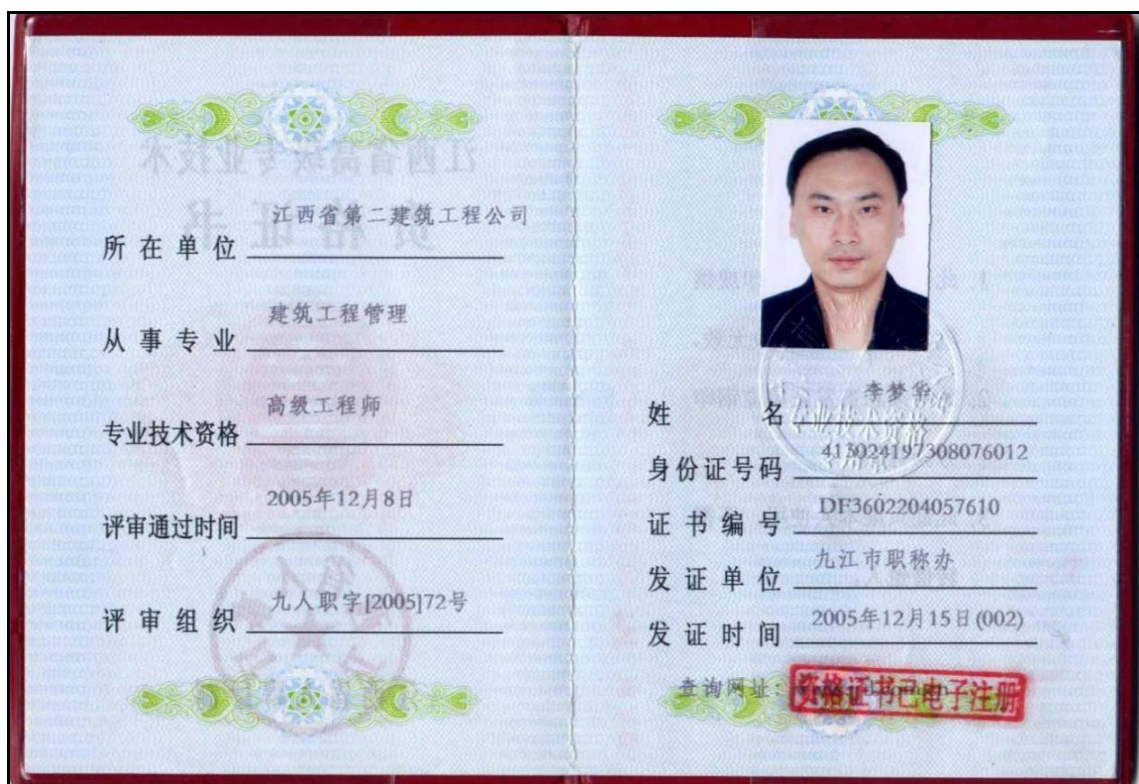 江西省第二建筑工程公司
所在单位
建筑工程管理
从事专业
高级工程师
专业技术资格
2005年12月8日
评审通过时间
九人职字[2005]72号
评审组织
李梦华
姓名
专业技术资格
413024197308076012
身份证号码
DF3602204057610
证书编号
九江市职称办
发证单位
2005年12月15日(002)
发证时间
查询网址:
资格证书已电子注册